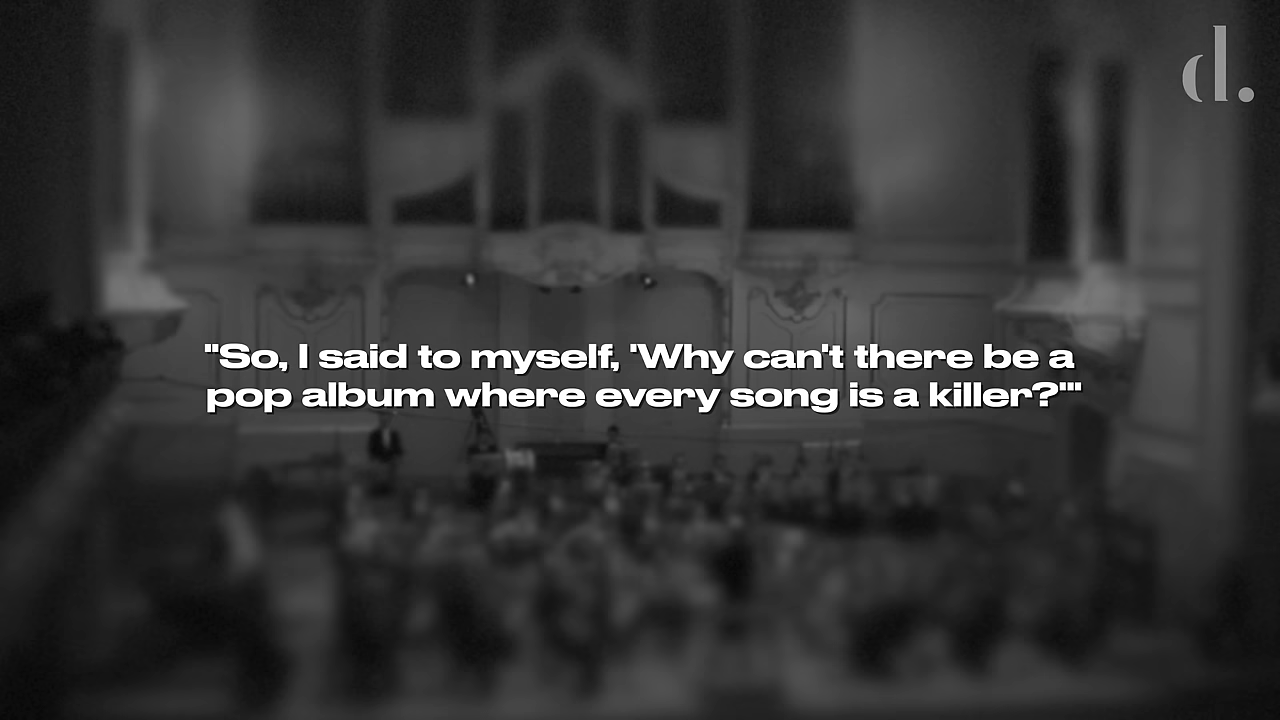 d.
"So, I said to myself, 'Why can't there be a
pop album where every song is a killer?'"